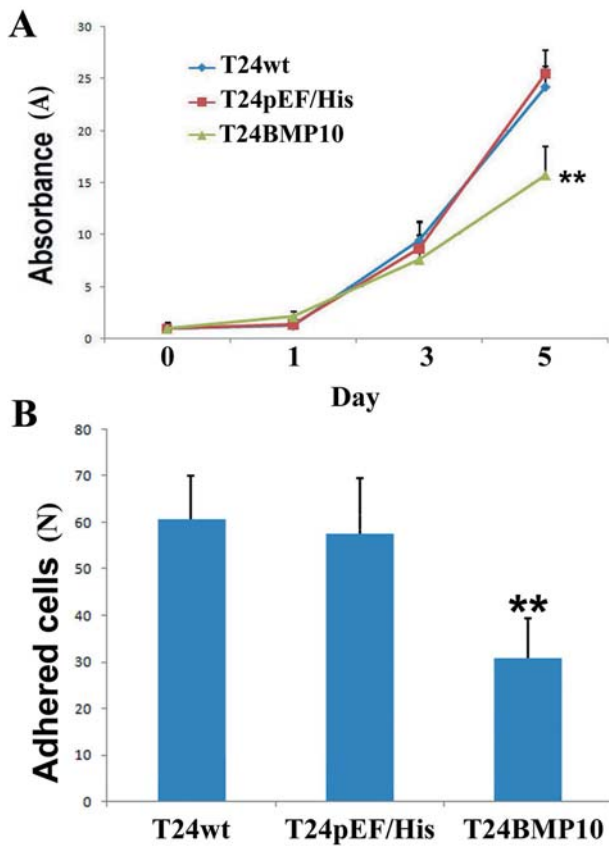 A
Absorbance (A)
30
25
20
15
10
5
0
T24wt
T24pEF/His
T24BMP10
**
0 1 3 5
Day
B
Adhered cells (N)
80
70
60
50
40
30
20
10
0
**
T24wt T24pEF/His T24BMP10